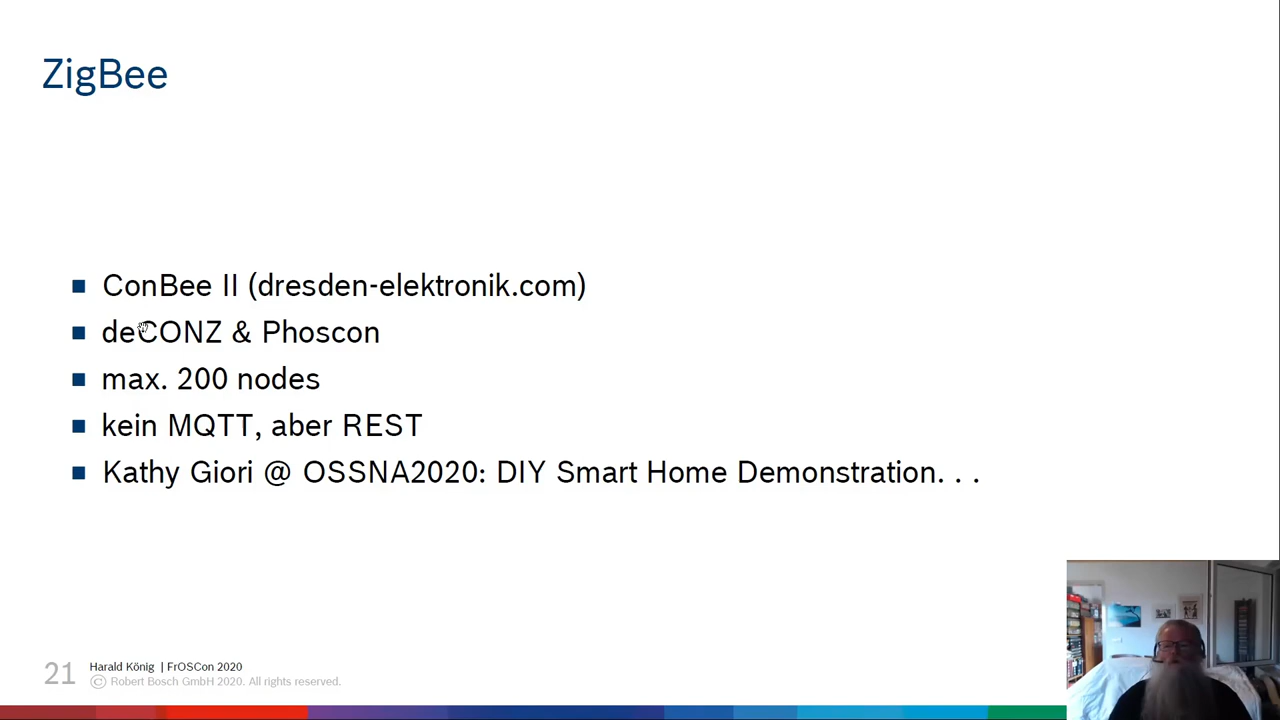 ZigBee
ConBee II (dresden-elektronik.com)
deCONZ & Phoscon
max. 200 nodes
kein MQTT, aber REST
Kathy Giori @ OSSNA2020: DIY Smart Home Demonstration. . .
21
Harald König | FrOSCon 2020
© Robert Bosch GmbH 2020. All rights reserved.